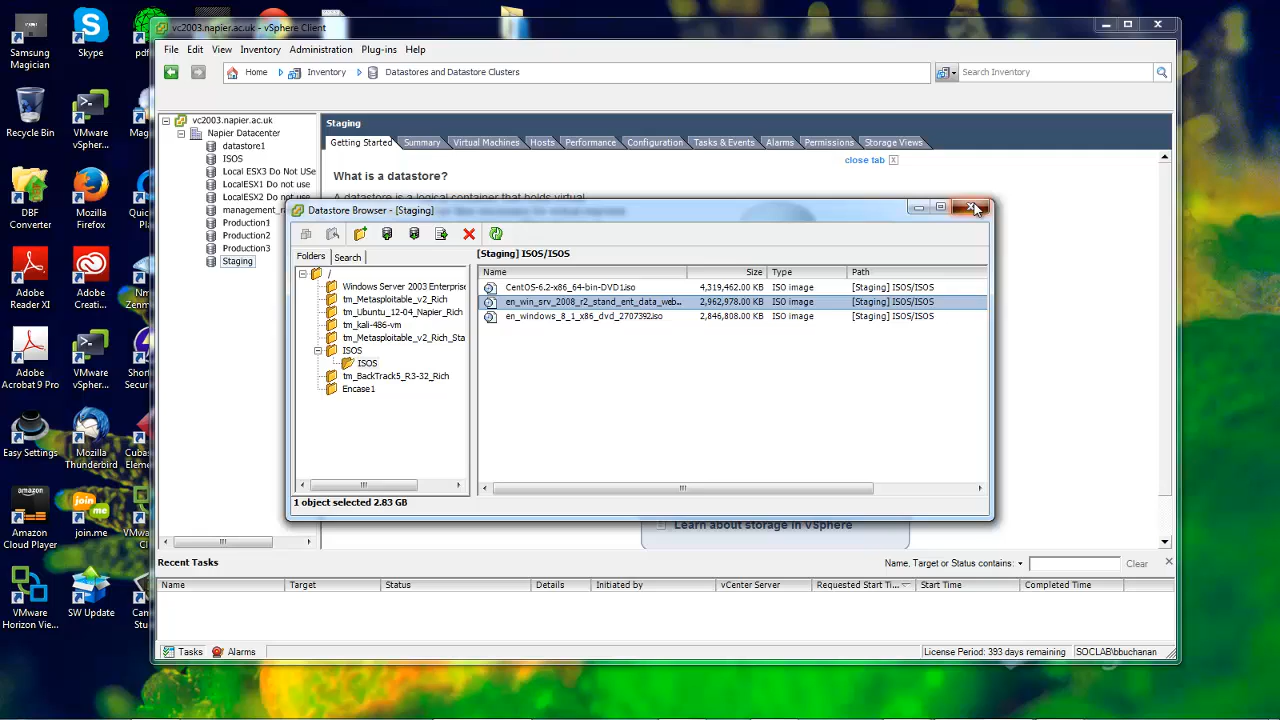 Samsung
Magician
Skype
pdf
Recycle Bin
VMware
vSphe...
DBF
Converter
Mozilla
Firefox
Adobe
Reader XI
Adobe
Creati...
Adobe
Acrobat 9 Pro
VMware
vSpher...
Easy Settings
Mozilla
Thunderbird
Amazon
Cloud Player
join.me
VMware
Horizon Vie...
SW Update
vc2003.napier.ac.uk - vSphere Client
File Edit View Inventory Administration Plug-ins Help
Home Inventory Datastores and Datastore Clusters
Search Inventory
vc2003.napier.ac.uk
Napier Datacenter
datastore1
ISOS
Local ESX3 Do Not USe
LocalESX1 Do not use
LocalESX2 Do not use
Production1
Production2
Production3
Staging
Staging
Getting Started Summary Virtual Machines Hosts Performance Configuration Tasks & Events Alarms Permissions Storage Views
close tab
What is a datastore?
Datastore Browser - [Staging]
Folders Search
[Staging] ISOS/ISOS
/
Windows Server 2003 Enterprise
tm_Metasploitable_v2_Rich
tm_Ubuntu_12-04_Napier_Rich
tm_kali-486-vm
tm_Metasploitable_v2_Rich_Sta
ISOS
ISOS
tm_BackTrack5_R3-32_Rich
Encase1
Name Size Type Path
CentOS-6.2-x86_64-bin-DVD1.iso 4,319,462.00 KB ISO image [Staging] ISOS/ISOS
en_win_srv_2008_r2_stand_ent_data_web... 2,962,978.00 KB ISO image [Staging] ISOS/ISOS
en_windows_8_1_x86_dvd_2707392.iso 2,846,808.00 KB ISO image [Staging] ISOS/ISOS
1 object selected 2.83 GB
Learn about storage in vSphere
Recent Tasks
Name, Target or Status contains: Clear
Name Target Status Details Initiated by vCenter Server Requested Start Ti... Start Time Completed Time
Tasks Alarms
License Period: 393 days remaining SOCLAB\bbuchanan